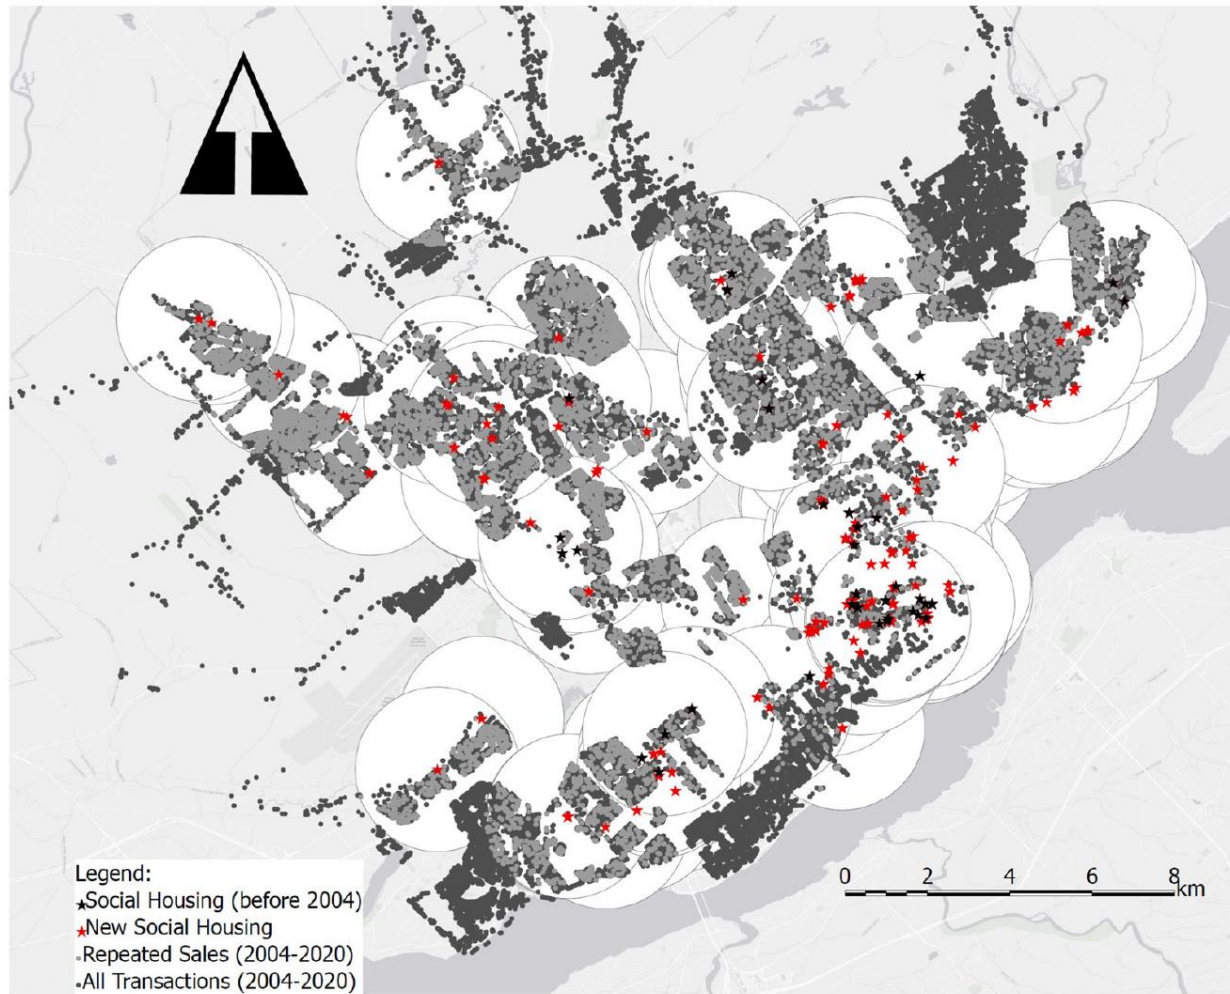 Legend:
Social Housing (before 2004)
New Social Housing
Repeated Sales (2004-2020)
All Transactions (2004-2020)
0 2 4 6 8 km